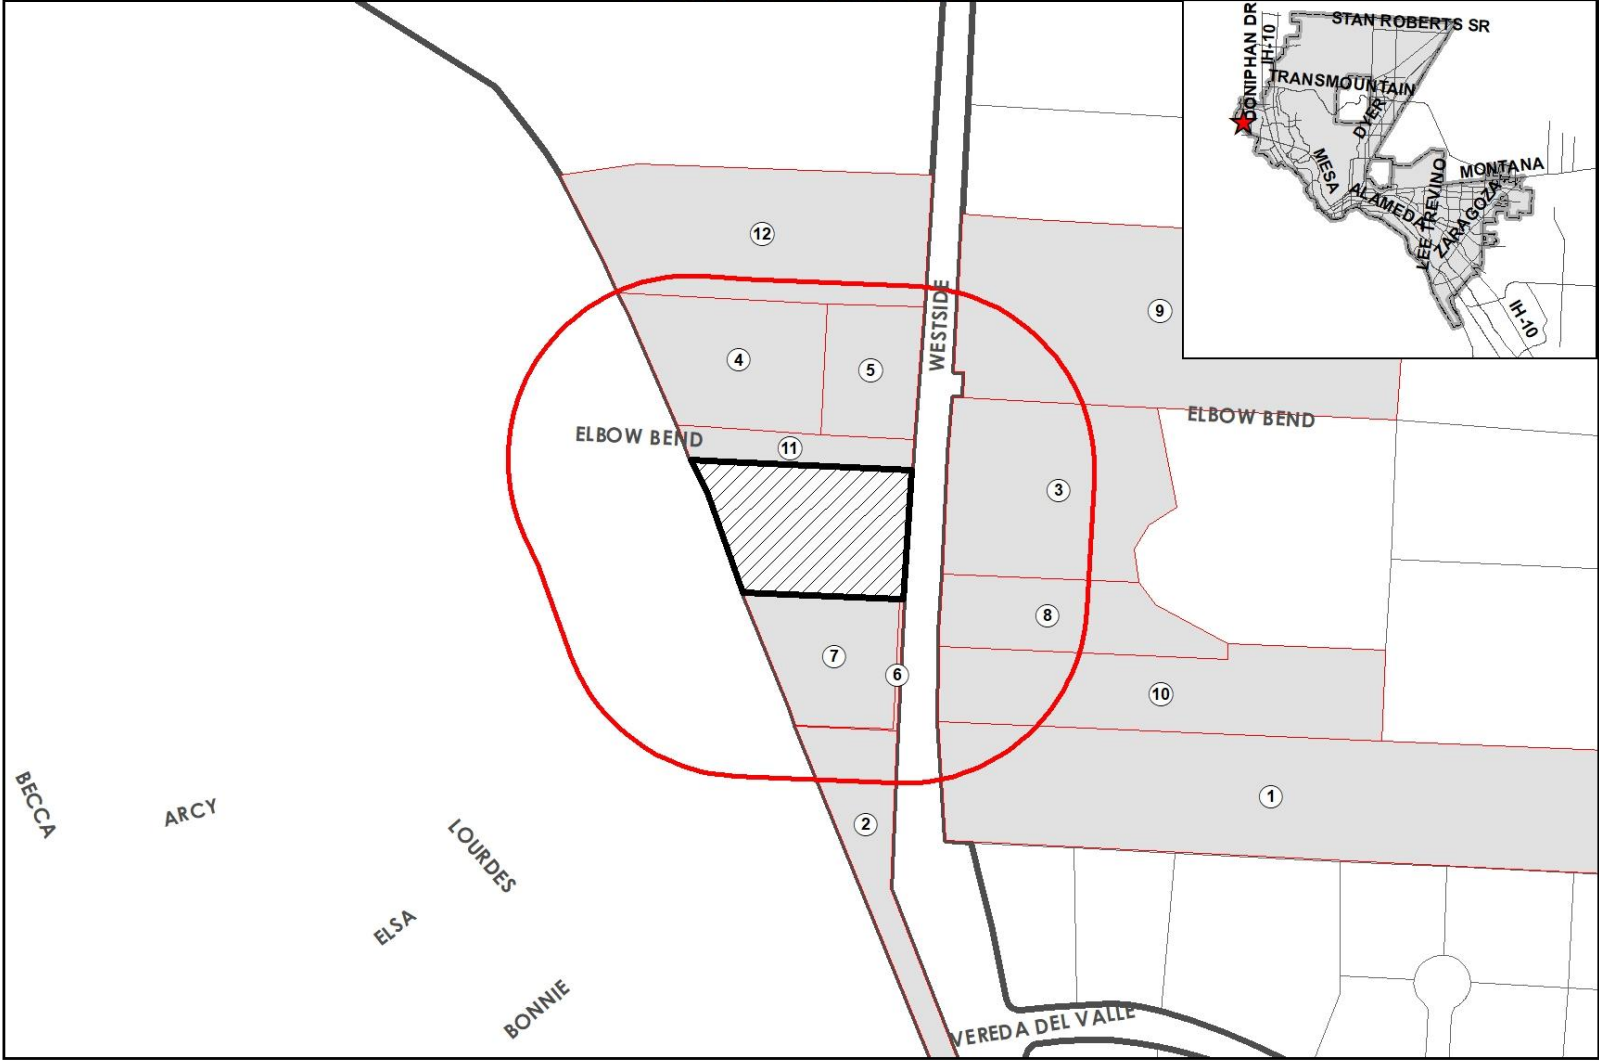 STAN ROBERTS SR
DONIPHAN DR
IH-10
TRANSMOUNTAIN
DYER
MESA
MONTANA
ALAMEDA
LEE TREVINO
ZARAGOZA
IH-10
12
9
WESTSIDE
4
5
ELBOW BEND
ELBOW BEND
11
3
8
7
6
10
1
2
BECCA
ARCY
LOURDES
ELSA
BONNIE
VEREDA DEL VALLE